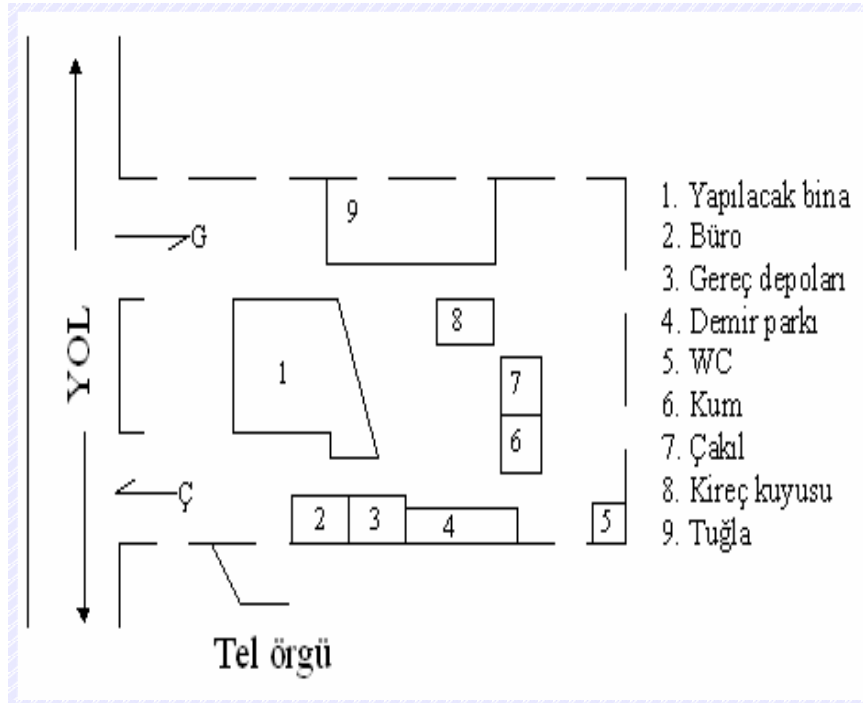 YOL
G
Ç
9
8
1
7
6
2
3
4
5
Tel örgü
1. Yapılacak bina
2. Büro
3. Gereç depoları
4. Demir parkı
5. WC
6. Kum
7. Çakıl
8. Kireç kuyusu
9. Tuğla